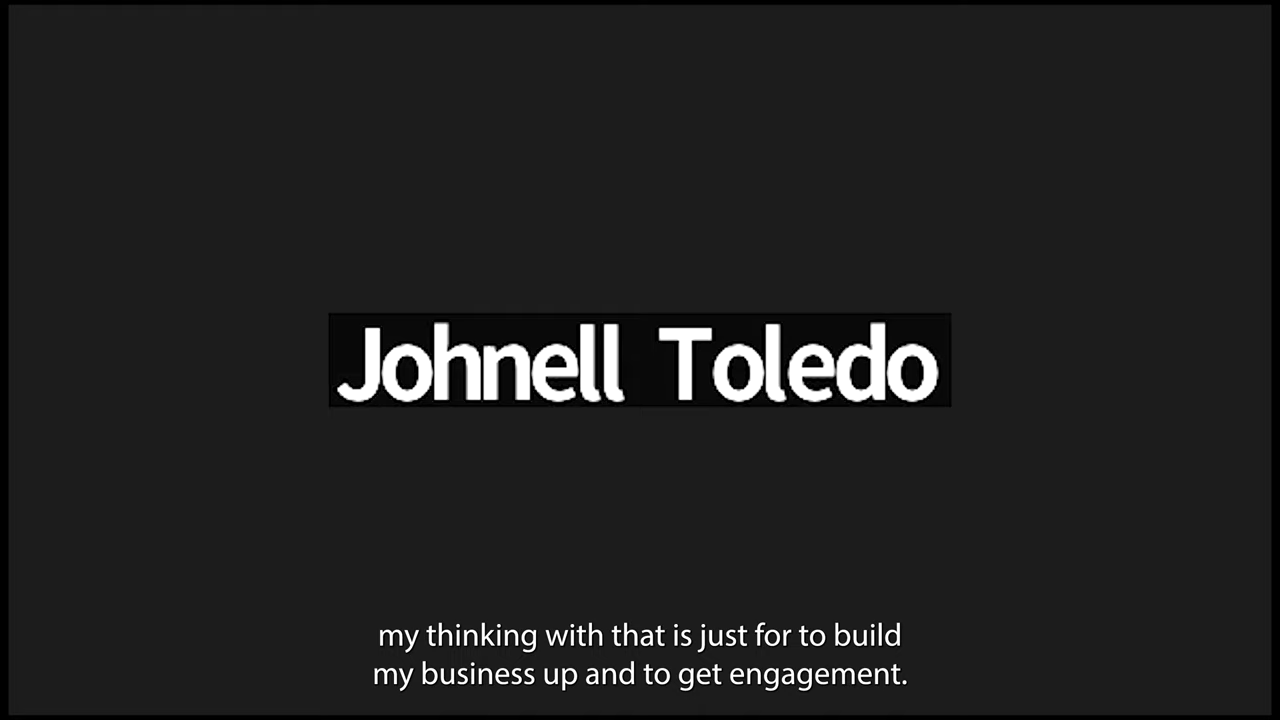 Johnell Toledo
my thinking with that is just for to build
my business up and to get engagement.